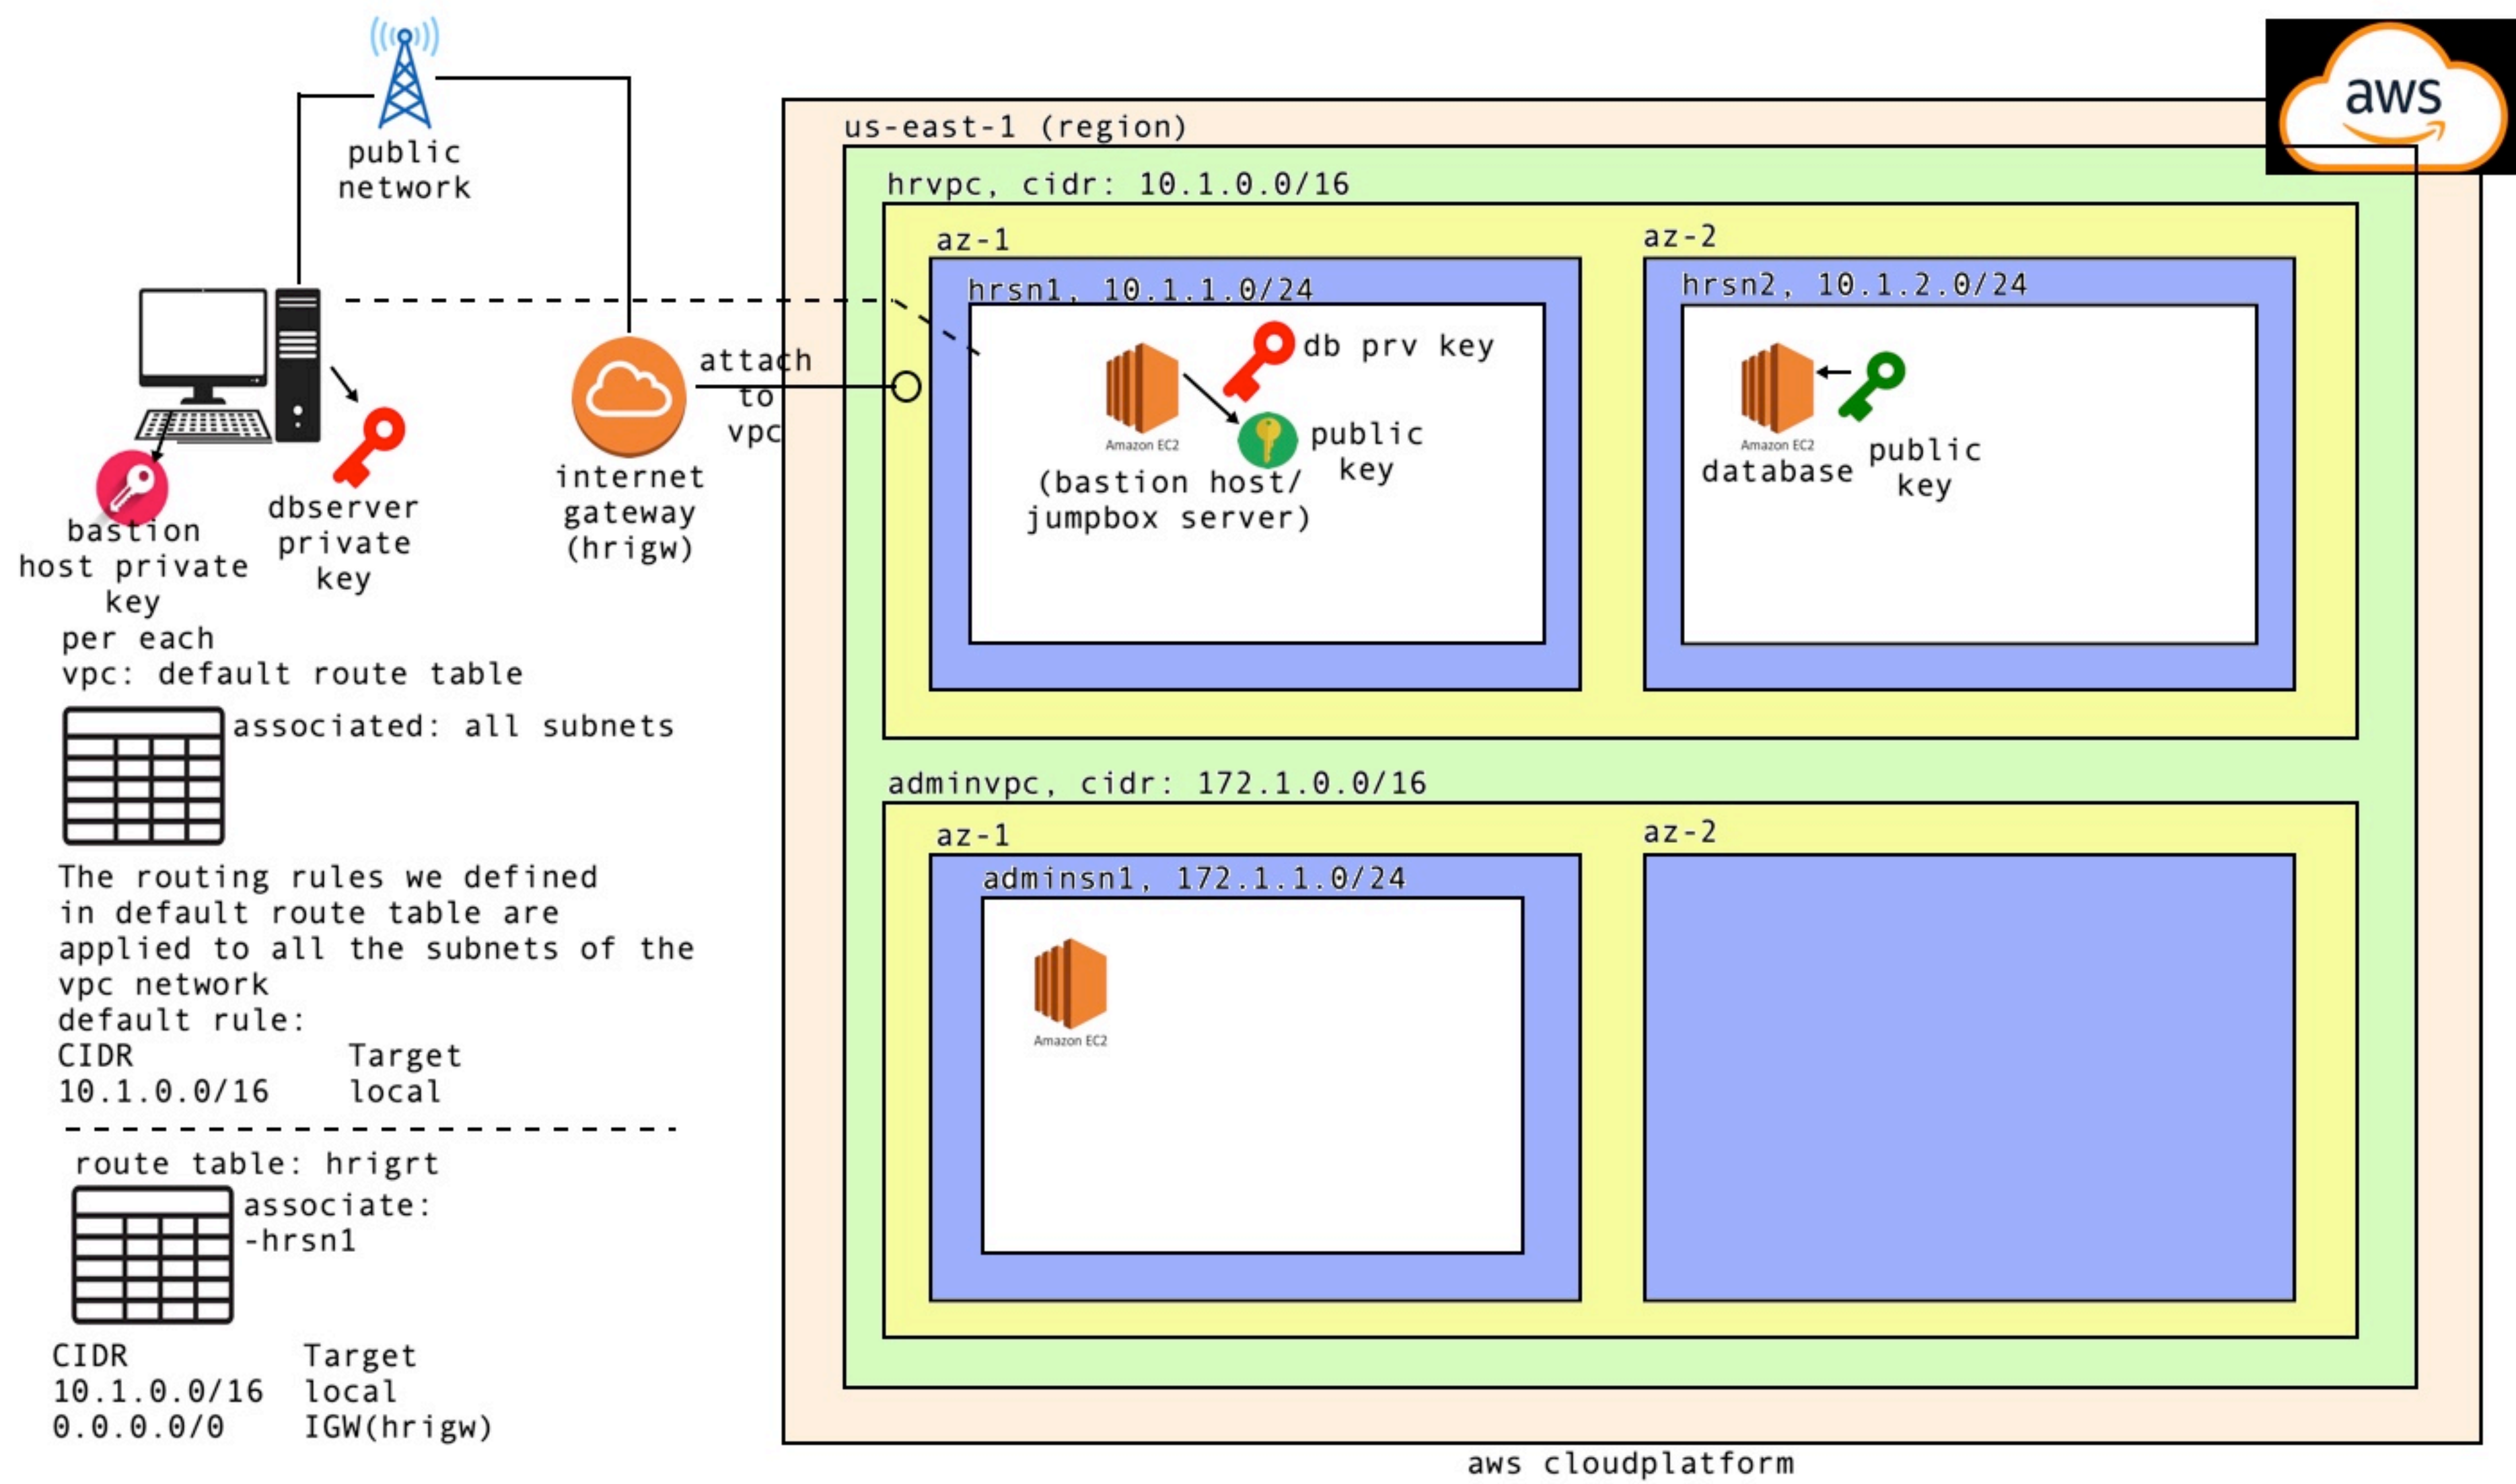 aws
us-east-1 (region)
public
network
hrvpc, cidr: 10.1.0.0/16
az-1
az-2
hrsn1, 10.1.1.0/24
hrsn2, 10.1.2.0/24
attach
to
vpc
db prv key
Amazon EC2
public
key
(bastion host/
jumpbox server)
Amazon EC2
database
public
key
internet
gateway
(hrigw)
dbserver
private
key
bastion
host private
key
per each
vpc: default route table
associated: all subnets
The routing rules we defined
in default route table are
applied to all the subnets of the
vpc network
default rule:
CIDR Target
10.1.0.0/16 local
route table: hrigrt
associate:
-hrsn1
CIDR Target
10.1.0.0/16 local
0.0.0.0/0 IGW(hrigw)
adminvpc, cidr: 172.1.0.0/16
az-1
az-2
adminsn1, 172.1.1.0/24
Amazon EC2
aws cloudplatform